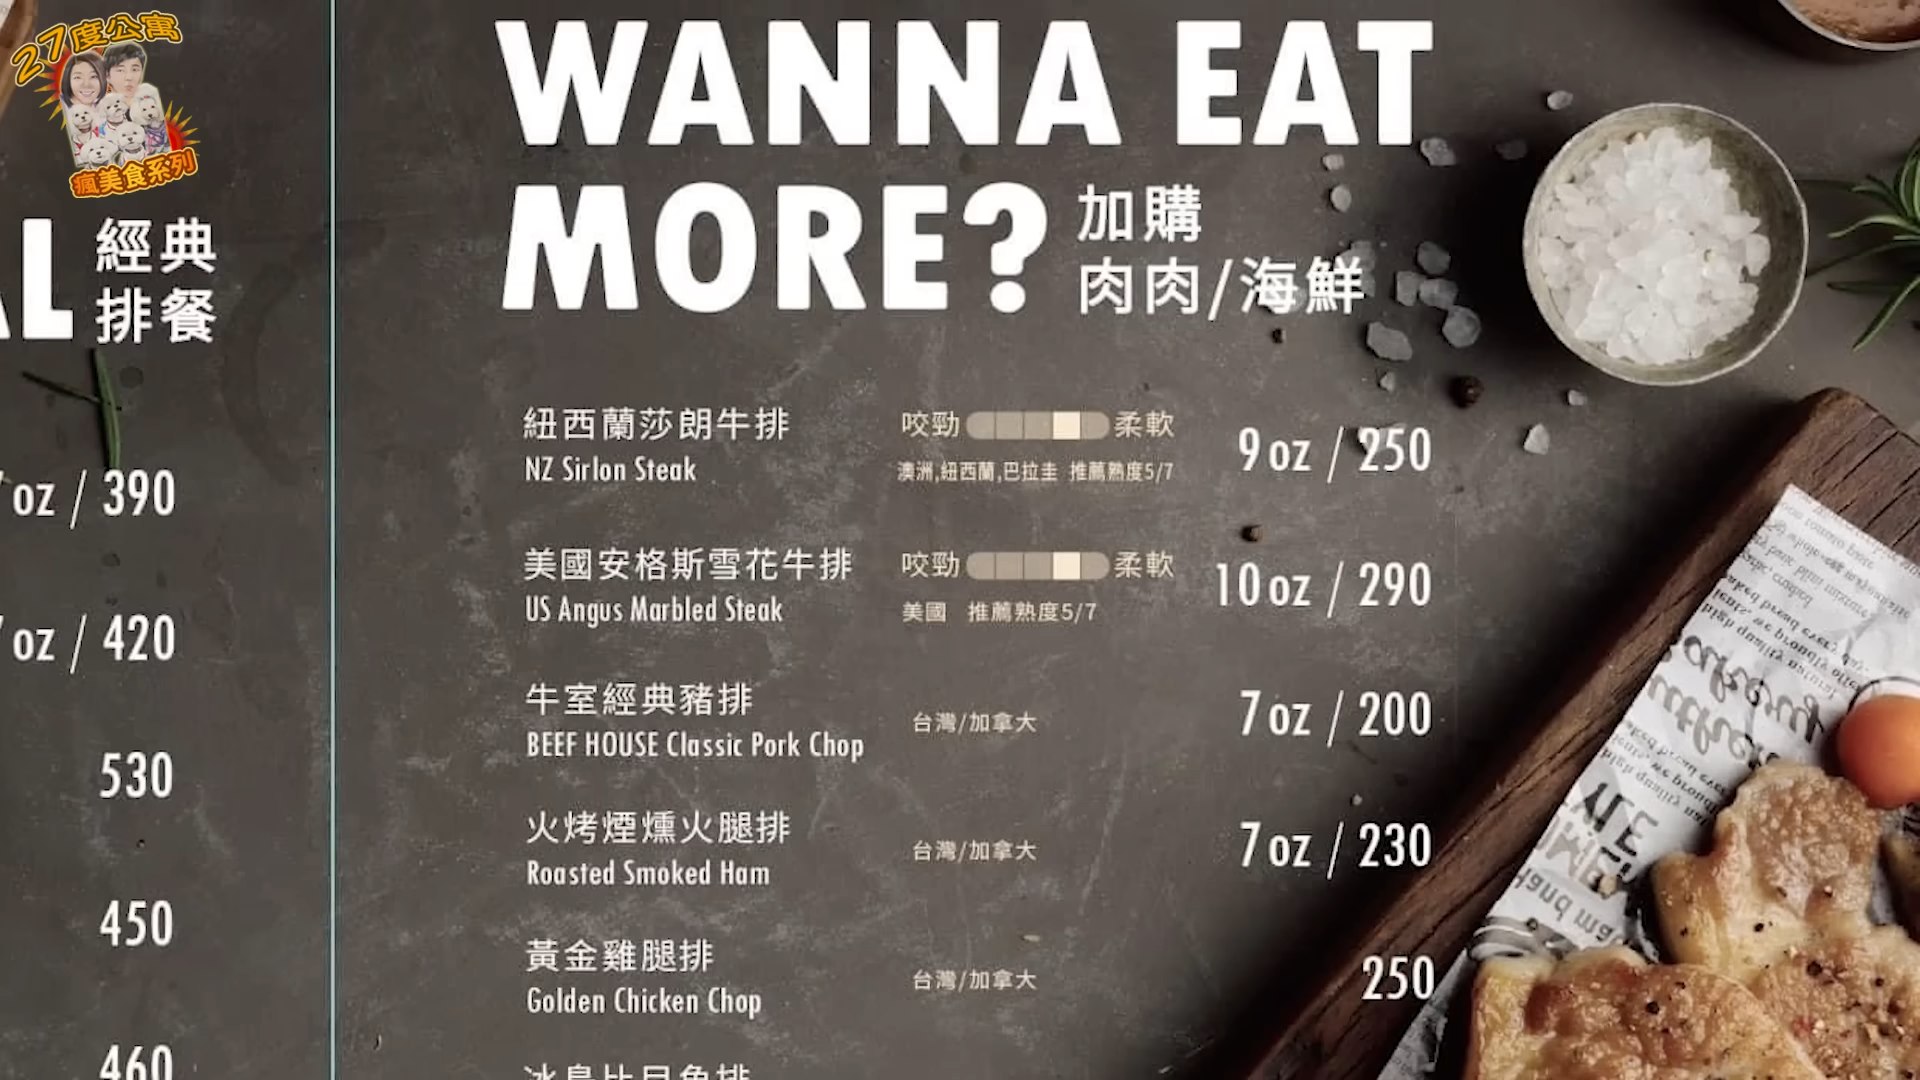 27度公寓
瘋美食系列
AL 經典
排餐
oz / 390
oz / 420
530
450
460
WANNA EAT
MORE? 加購
肉肉/海鮮
紐西蘭莎朗牛排 咬勁 柔軟
NZ Sirlon Steak 澳洲,紐西蘭,巴拉圭 推薦熟度5/7 9oz / 250
美國安格斯雪花牛排 咬勁 柔軟
US Angus Marbled Steak 美國 推薦熟度5/7 10oz / 290
牛室經典豬排
BEEF HOUSE Classic Pork Chop 台灣/加拿大 7oz / 200
火烤煙燻火腿排
Roasted Smoked Ham 台灣/加拿大 7oz / 230
黃金雞腿排
Golden Chicken Chop 台灣/加拿大 250
冰島比目魚排